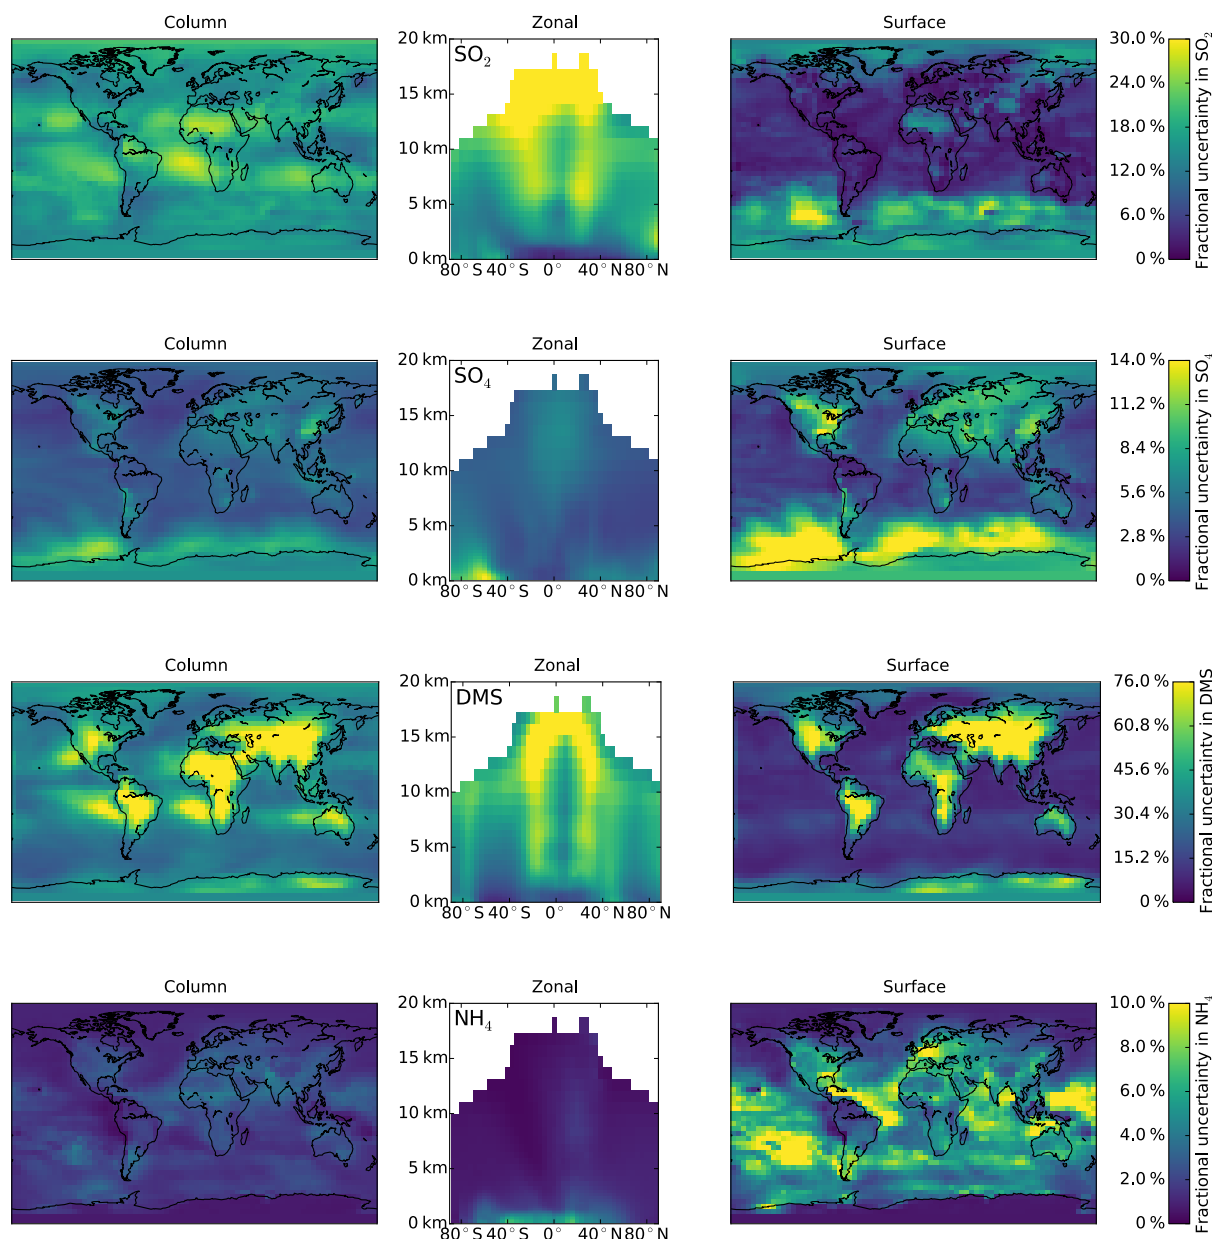 Column Zonal Surface
20 km
15 km
10 km
5 km
0 km
SO₂
80°S 40°S 0° 40°N 80°N
30.0 %
24.0 %
18.0 %
12.0 %
6.0 %
0 %
Fractional uncertainty in SO₂
Column Zonal Surface
20 km
15 km
10 km
5 km
0 km
SO₄
80°S 40°S 0° 40°N 80°N
14.0 %
11.2 %
8.4 %
5.6 %
2.8 %
0 %
Fractional uncertainty in SO₄
Column Zonal Surface
20 km
15 km
10 km
5 km
0 km
DMS
80°S 40°S 0° 40°N 80°N
76.0 %
60.8 %
45.6 %
30.4 %
15.2 %
0 %
Fractional uncertainty in DMS
Column Zonal Surface
20 km
15 km
10 km
5 km
0 km
NH₄
80°S 40°S 0° 40°N 80°N
10.0 %
8.0 %
6.0 %
4.0 %
2.0 %
0 %
Fractional uncertainty in NH₄